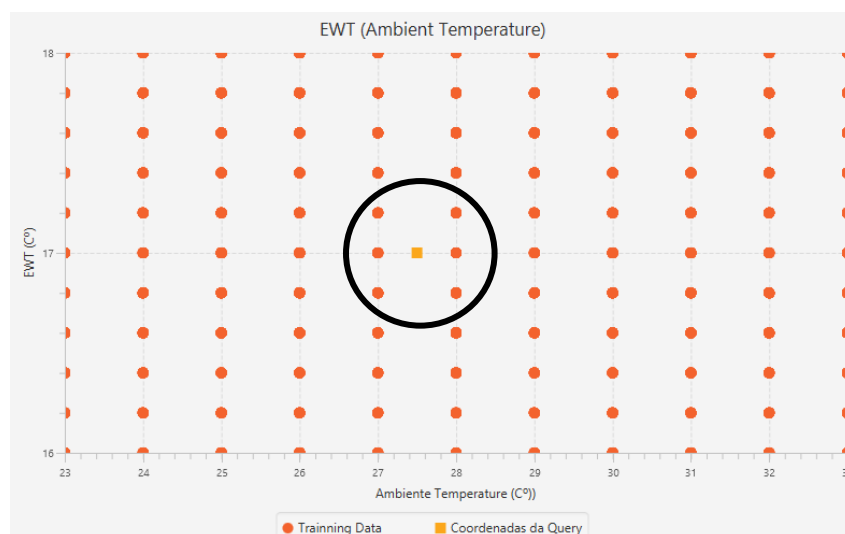 EWT (Ambient Temperature)
18
17
16
EWT (Cº)
23 24 25 26 27 28 29 30 31 32
Ambiente Temperature (Cº))
Trainning Data Coordenadas da Query